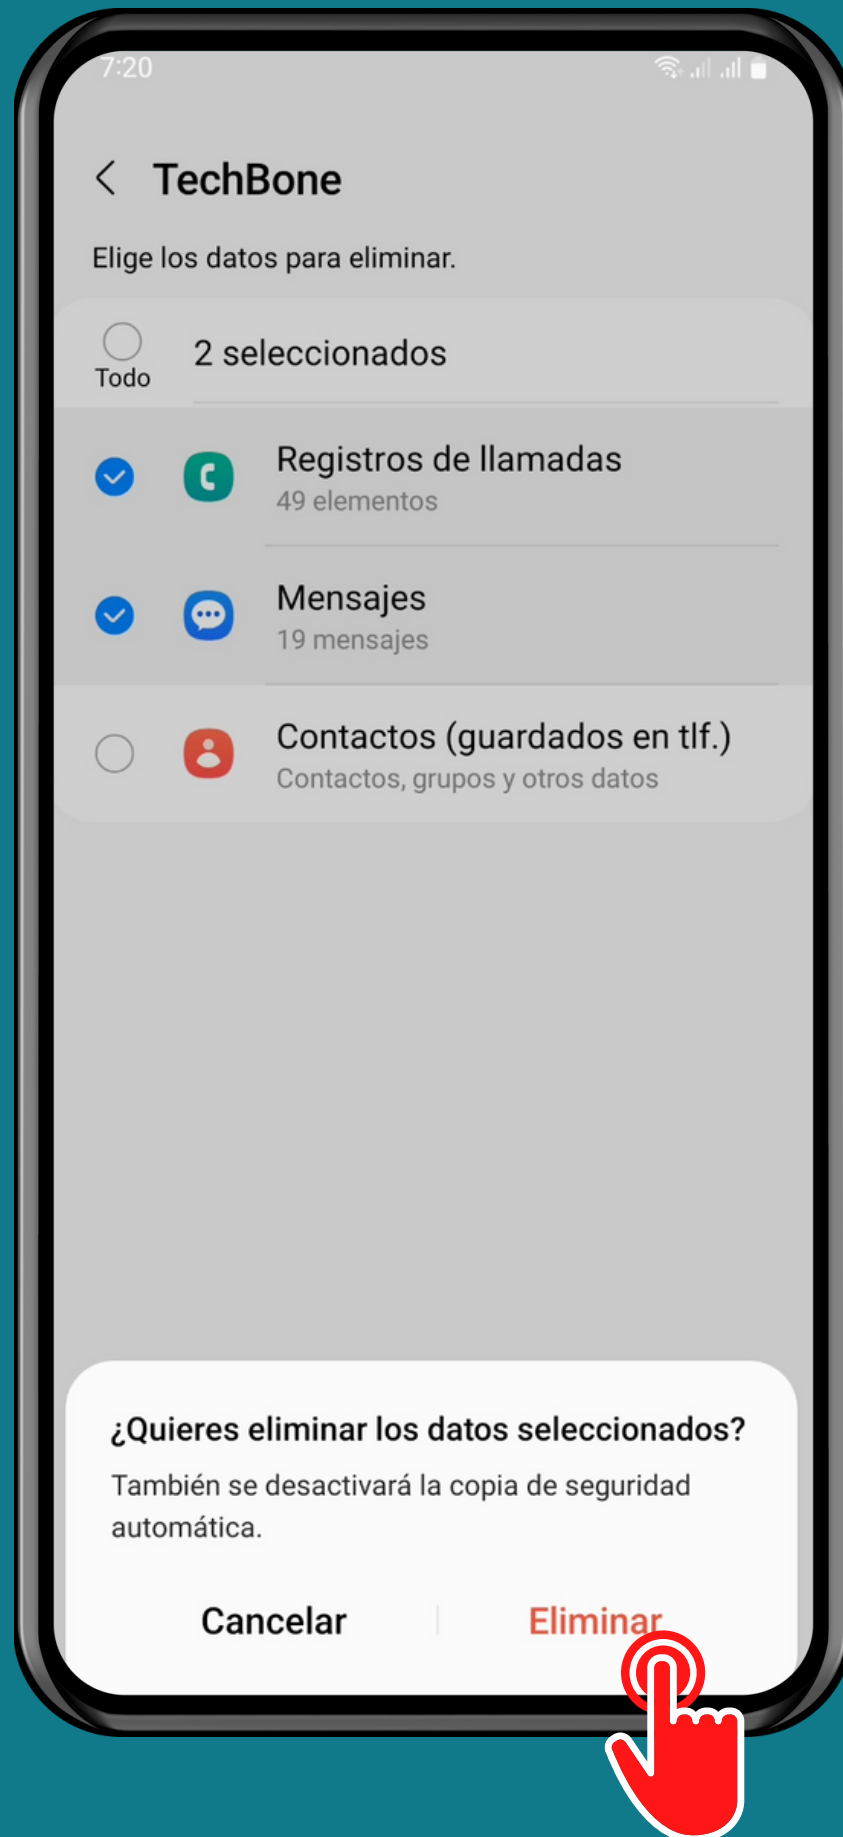 7:20
TechBone
Elige los datos para eliminar.
Todo
2 seleccionados
Registros de llamadas
49 elementos
Mensajes
19 mensajes
Contactos (guardados en tlf.)
Contactos, grupos y otros datos
¿Quieres eliminar los datos seleccionados?
También se desactivará la copia de seguridad
automática.
Cancelar
Eliminar